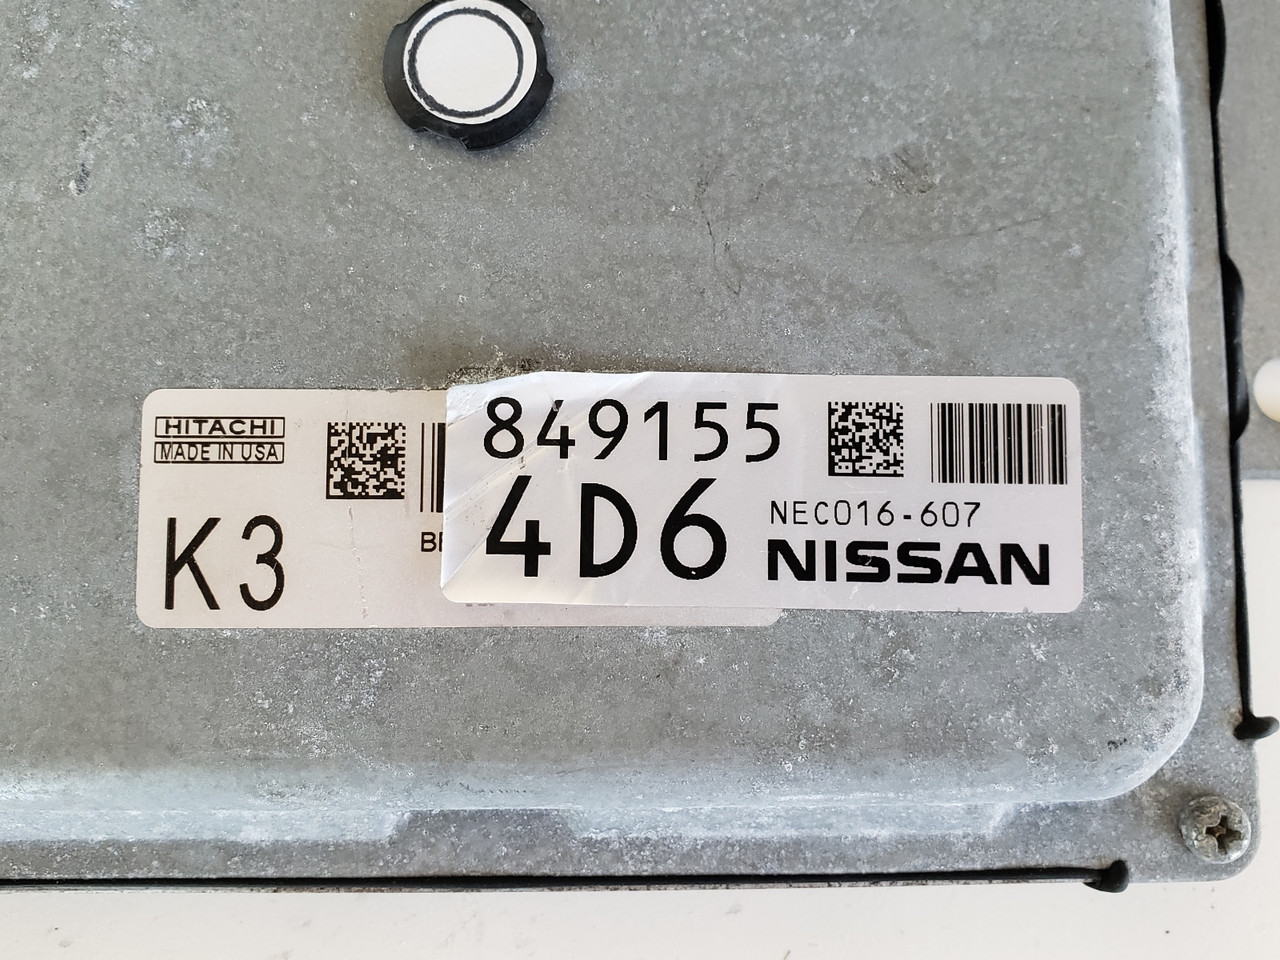 HITACHI
MADE IN USA
K3
849155
4D6
NEC016-607
NISSAN